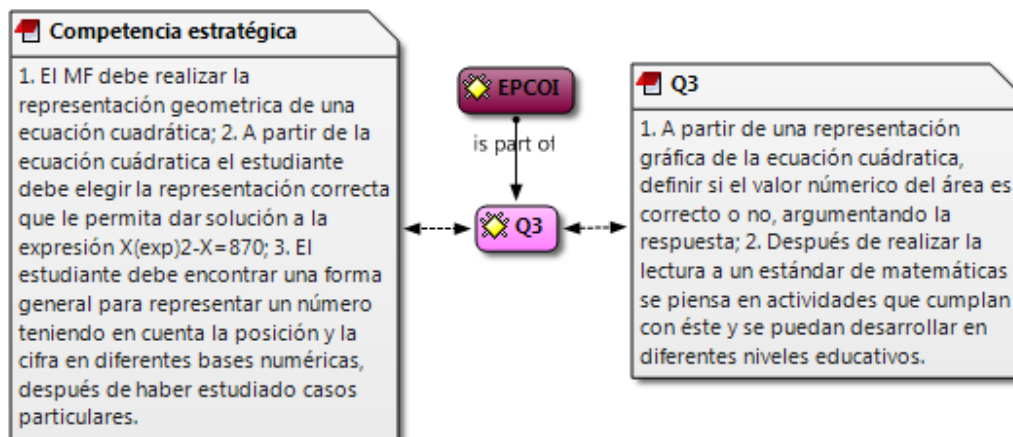 Competencia estratégica
1. El MF debe realizar la
representación geometrica de una
ecuación cuadrática; 2. A partir de la
ecuación cuádratica el estudiante
debe elegir la representación correcta
que le permita dar solución a la
expresión X(exp)2-X=870; 3. El
estudiante debe encontrar una forma
general para representar un número
teniendo en cuenta la posición y la
cifra en diferentes bases numéricas,
después de haber estudiado casos
particulares.
EPCOI
is part of
Q3
Q3
1. A partir de una representación
gráfica de la ecuación cuádratica,
definir si el valor númerico del área es
correcto o no, argumentando la
respuesta; 2. Después de realizar la
lectura a un estándar de matemáticas
se piensa en actividades que cumplan
con éste y se puedan desarrollar en
diferentes niveles educativos.